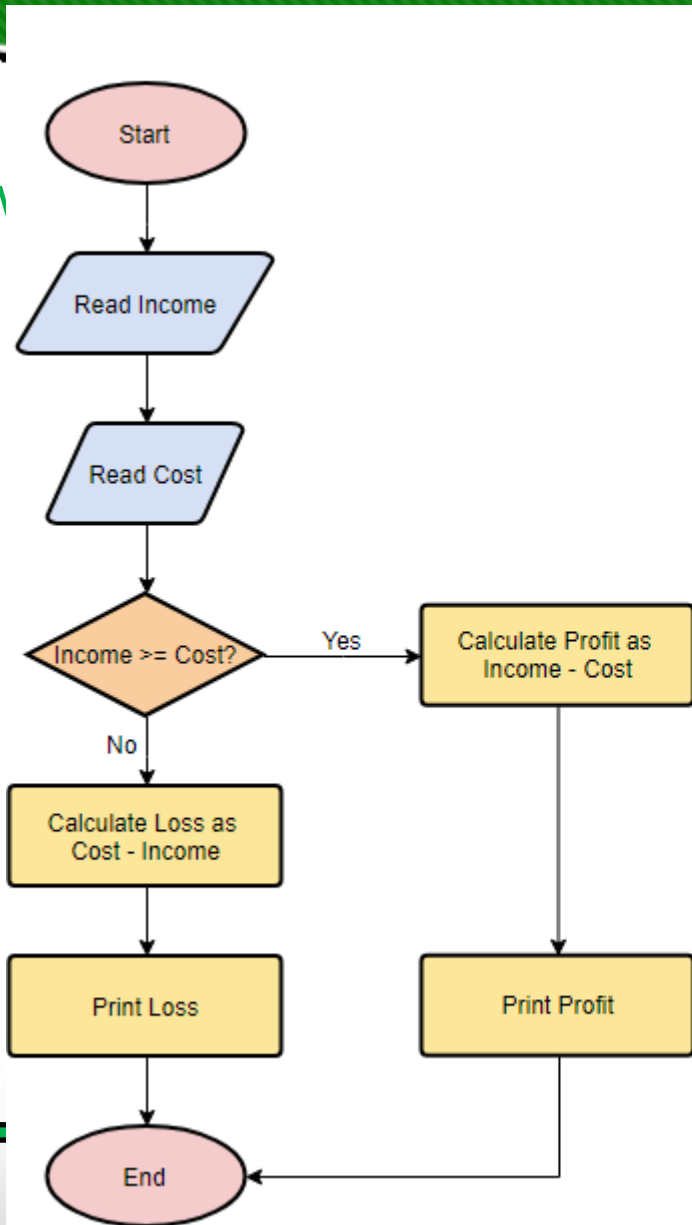 Start
Read Income
Read Cost
Income >= Cost?
Yes
Calculate Profit as
Income - Cost
No
Calculate Loss as
Cost - Income
Print Loss
Print Profit
End